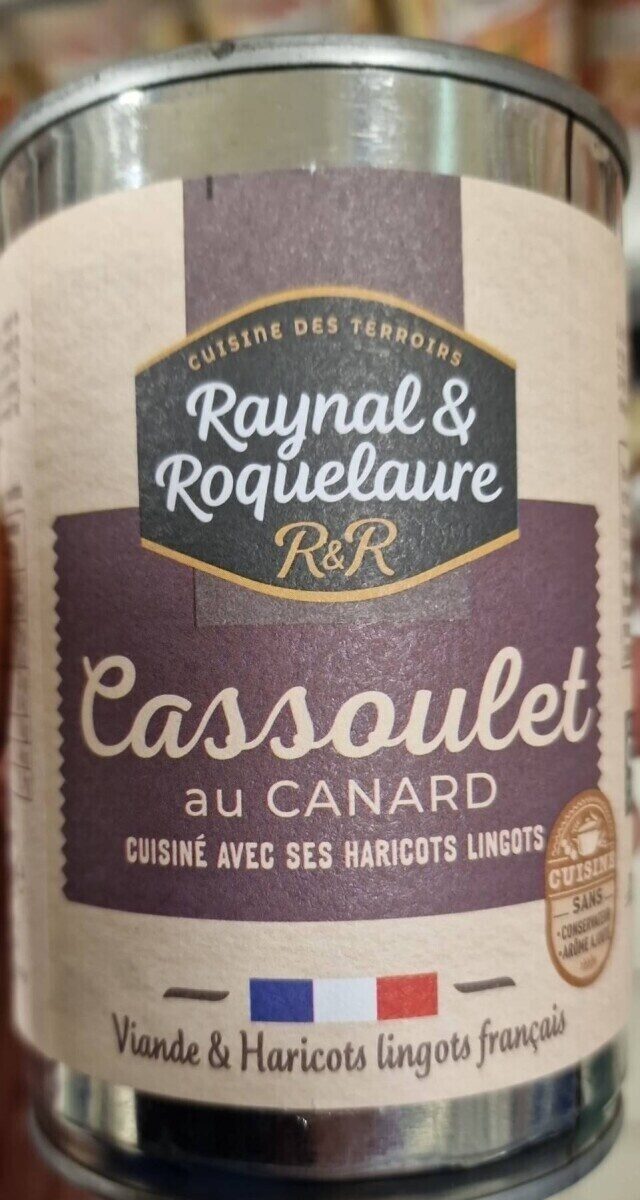 CUISINE DES TERROIRS
Raynal &
Roquelaure
R&R
Cassoulet
au CANARD
CUISINÉ AVEC SES HARICOTS LINGOTS
CUISINÉ
SANS
•CONSERVATEUR
•ARÔME AJOUTÉ
Viande & Haricots lingots français